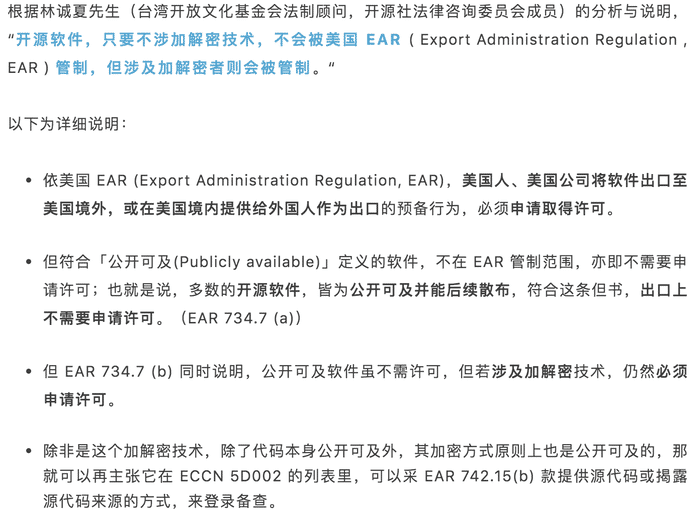 根据林诚夏先生（台湾开放文化基金会法制顾问，开源社法律咨询委员会成员）的分析与说明，
“开源软件，只要不涉加解密技术，不会被美国 EAR ( Export Administration Regulation ,
EAR ) 管制，但涉及加解密者则会被管制。“
以下为详细说明：
• 依美国 EAR (Export Administration Regulation, EAR)，美国人、美国公司将软件出口至
美国境外，或在美国境内提供给外国人作为出口的预备行为，必须申请取得许可。
• 但符合「公开可及(Publicly available)」定义的软件，不在 EAR 管制范围，亦即不需要申
请许可；也就是说，多数的开源软件，皆为公开可及并能后续散布，符合这条但书，出口上
不需要申请许可。（EAR 734.7 (a)）
• 但 EAR 734.7 (b) 同时说明，公开可及软件虽不需许可，但若涉及加解密技术，仍然必须
申请许可。
• 除非是这个加解密技术，除了代码本身公开可及外，其加密方式原则上也是公开可及的，那
就可以再主张它在 ECCN 5D002 的列表里，可以采 EAR 742.15(b) 款提供源代码或揭露
源代码来源的方式，来登录备查。